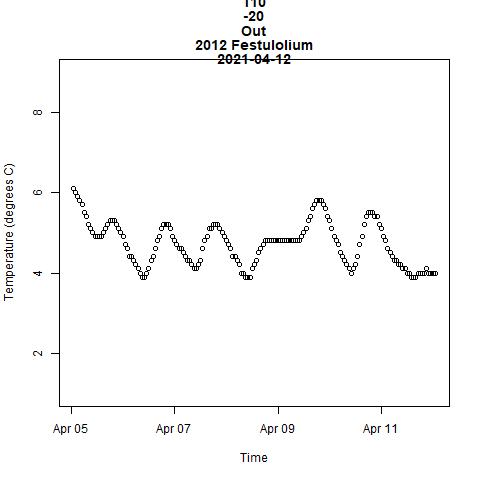 110
-20
Out
2012 Festulolium
2021-04-12
8
6
4
2
Temperature (degrees C)
Apr 05
Apr 07
Apr 09
Apr 11
Time